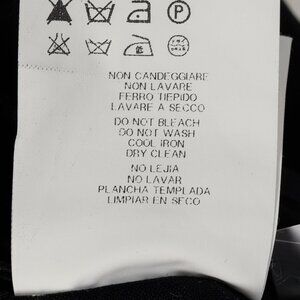 P
NON CANDEGGIARE
NON LAVARE
FERRO TIEPIDO
LAVARE A SECCO
DO NOT BLEACH
DO NOT WASH
COOL IRON
DRY CLEAN
NO LEJIA
NO LAVAR
PLANCHA TEMPLADA
LIMPIAR EN SECO